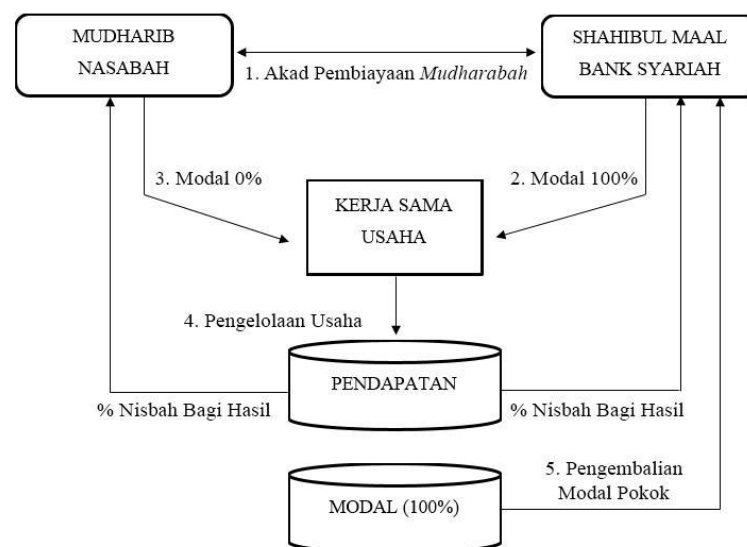 MUDHARIB
NASABAH
SHAHIBUL MAAL
BANK SYARIAH
1. Akad Pembiayaan Mudharabah
3. Modal 0%
2. Modal 100%
KERJA SAMA
USAHA
4. Pengelolaan Usaha
PENDAPATAN
% Nisbah Bagi Hasil
% Nisbah Bagi Hasil
5. Pengembalian
Modal Pokok
MODAL (100%)